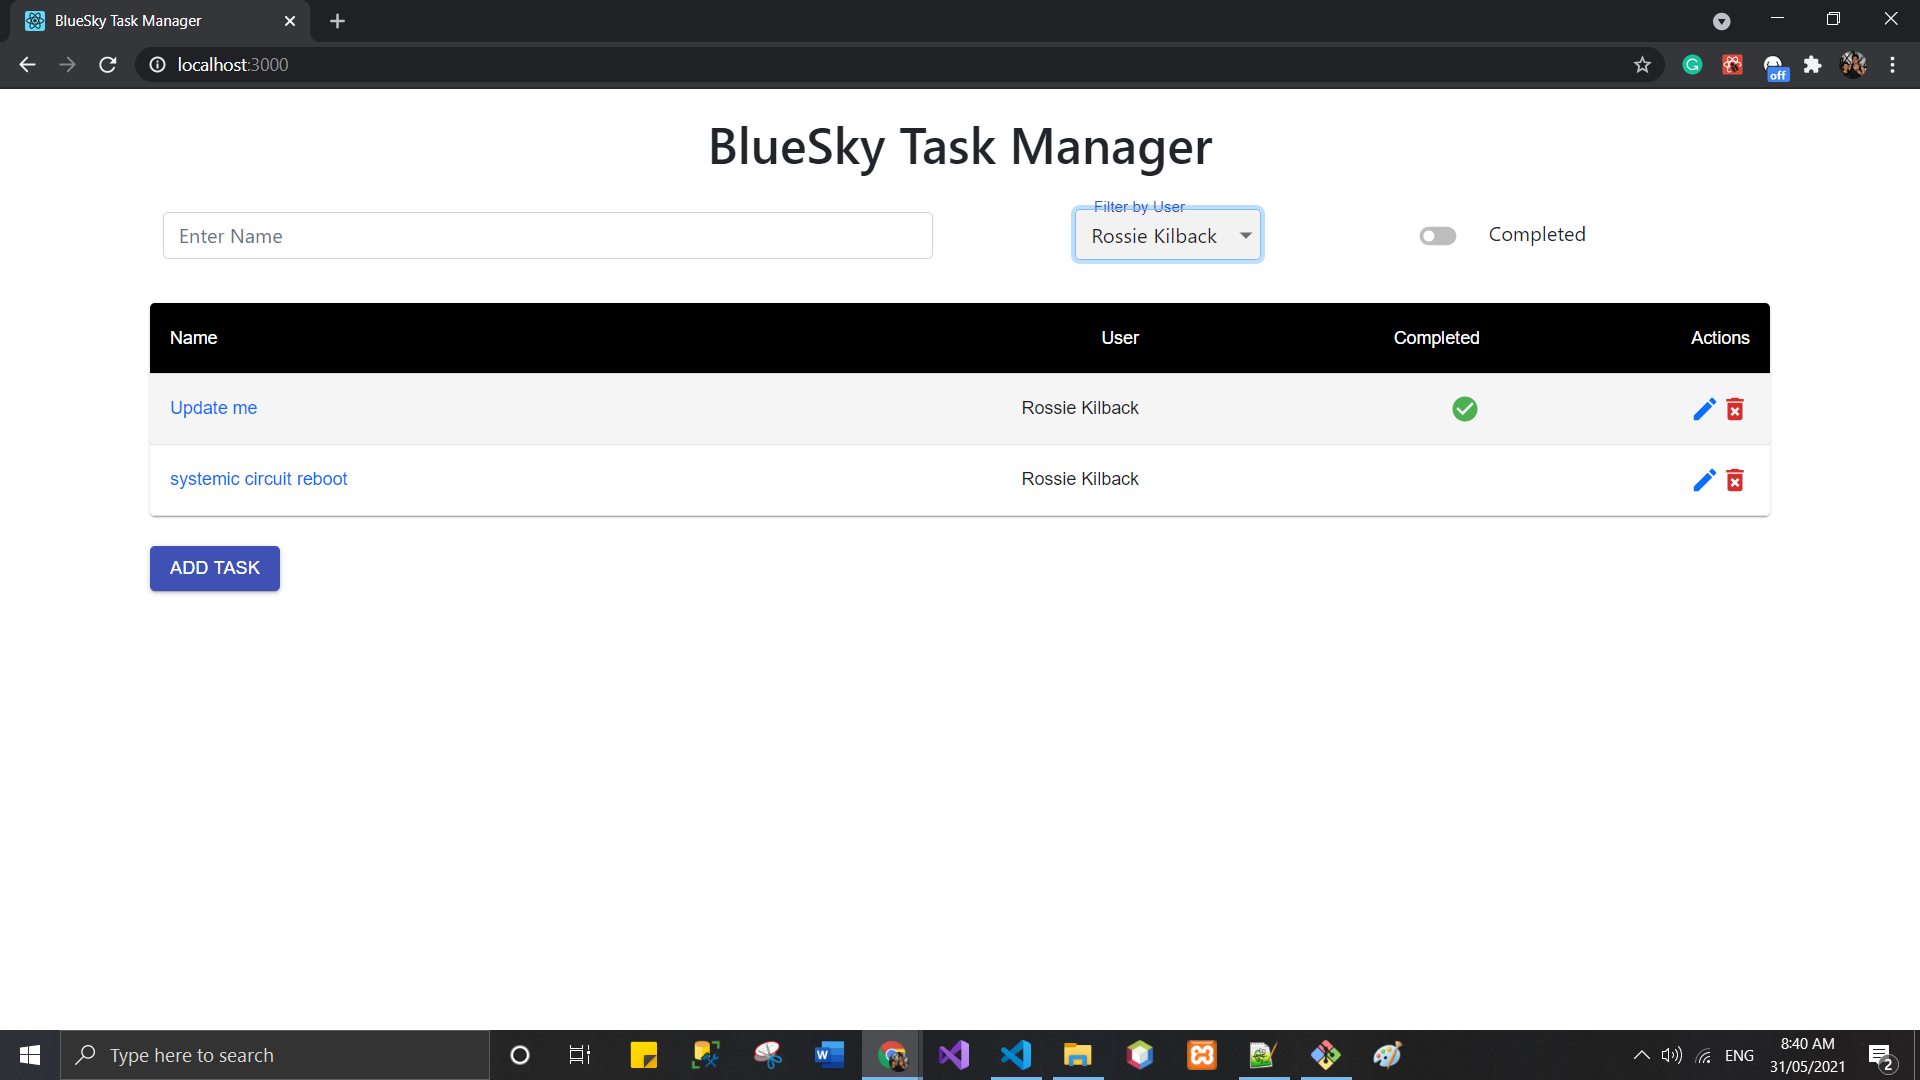 BlueSky Task Manager
localhost:3000
off
BlueSky Task Manager
Filter by User
Enter Name
Rossie Kilback
Completed
Name User Completed Actions
Update me Rossie Kilback
systemic circuit reboot Rossie Kilback
ADD TASK
Type here to search
ENG
8:40 AM
31/05/2021
2